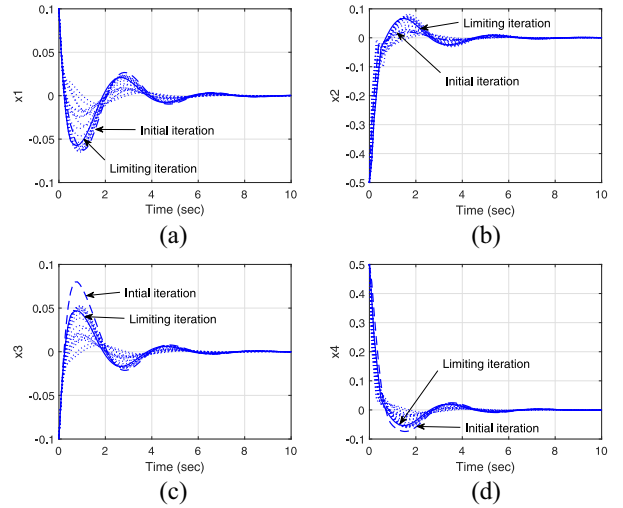 0.1
0.05
0
-0.05
-0.1
x1
Initial iteration
Limiting iteration
0 2 4 6 8 10
Time (sec)
(a)
0.1
0
-0.1
-0.2
-0.3
-0.4
-0.5
x2
Limiting iteration
Initial iteration
0 2 4 6 8 10
Time (sec)
(b)
0.1
0.05
0
-0.05
-0.1
x3
Intial iteration
Limiting iteration
0 2 4 6 8 10
Time (sec)
(c)
0.5
0.4
0.3
0.2
0.1
0
-0.1
x4
Limiting iteration
Initial iteration
0 2 4 6 8 10
Time (sec)
(d)